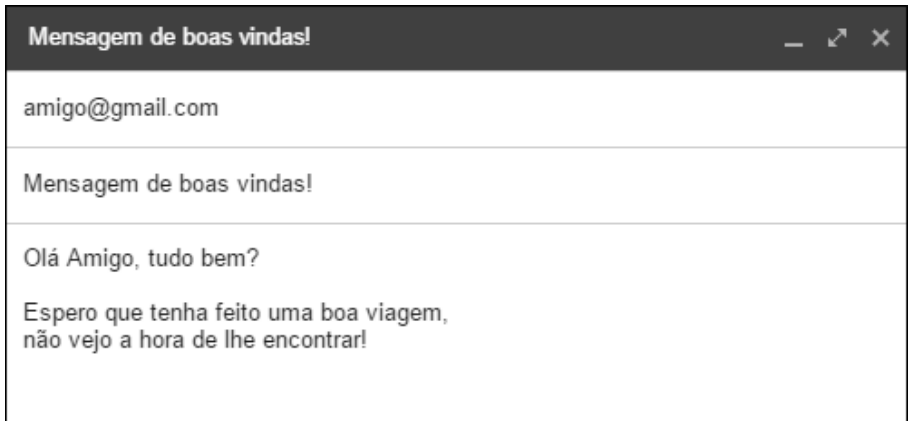 Mensagem de boas vindas!
amigo@gmail.com
Mensagem de boas vindas!
Olá Amigo, tudo bem?
Espero que tenha feito uma boa viagem,
não vejo a hora de lhe encontrar!